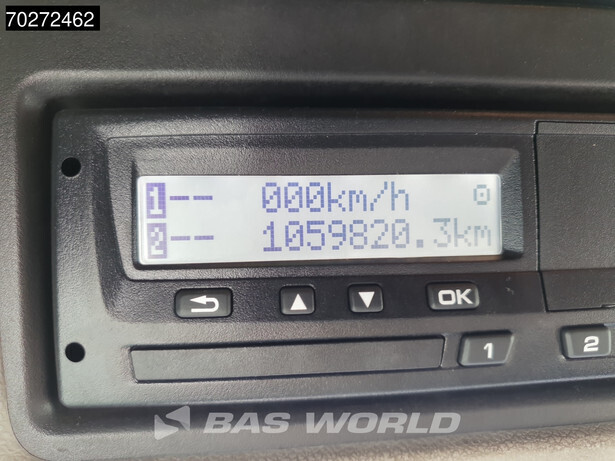 70272462
1-- 000km/h
2-- 1059820.3km
OK
1
2
BAS WORLD